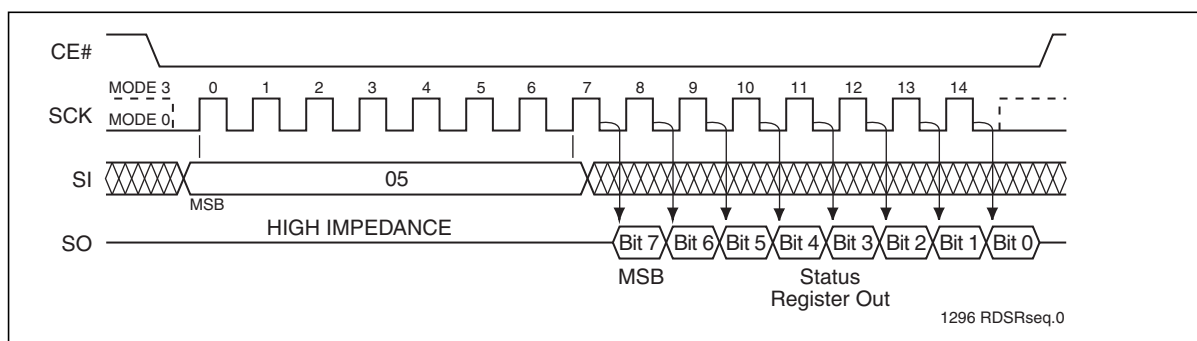 CE#
MODE 3 0 1 2 3 4 5 6 7 8 9 10 11 12 13 14
SCK MODE 0
SI 05
MSB
HIGH IMPEDANCE
SO Bit 7 Bit 6 Bit 5 Bit 4 Bit 3 Bit 2 Bit 1 Bit 0
MSB Status
Register Out
1296 RDSRseq.0